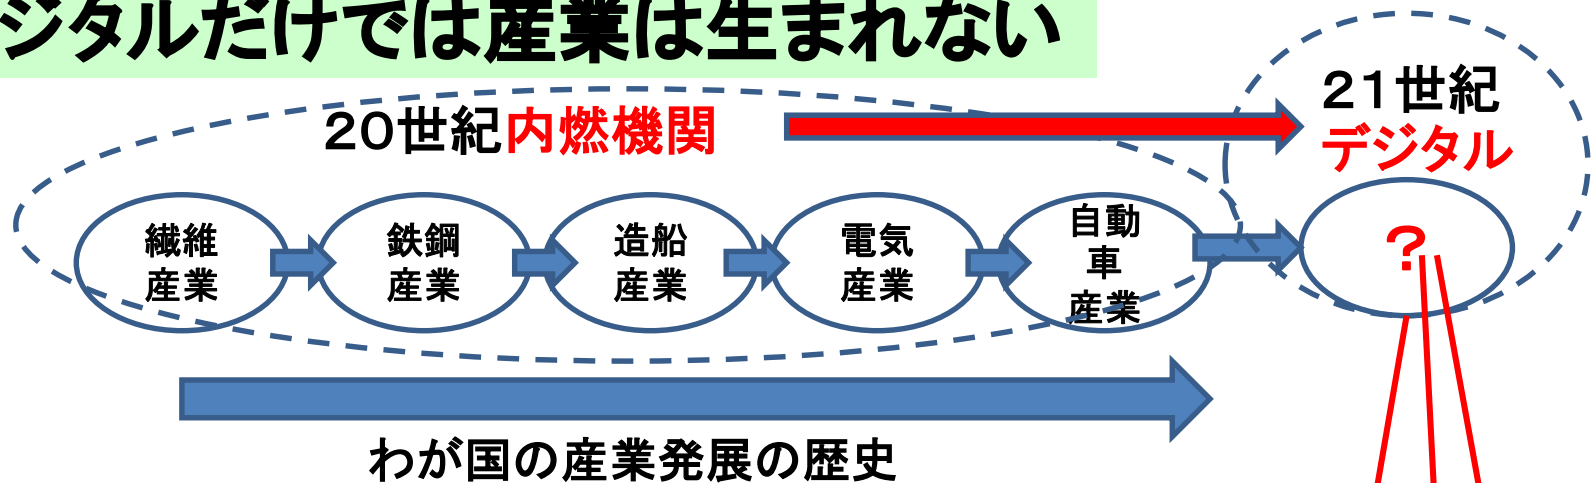 ジタルだけでは産業は生まれない
20世紀内燃機関
21世紀
デジタル
繊維
産業
鉄鋼
産業
造船
産業
電気
産業
自動
車
産業
？
わが国の産業発展の歴史